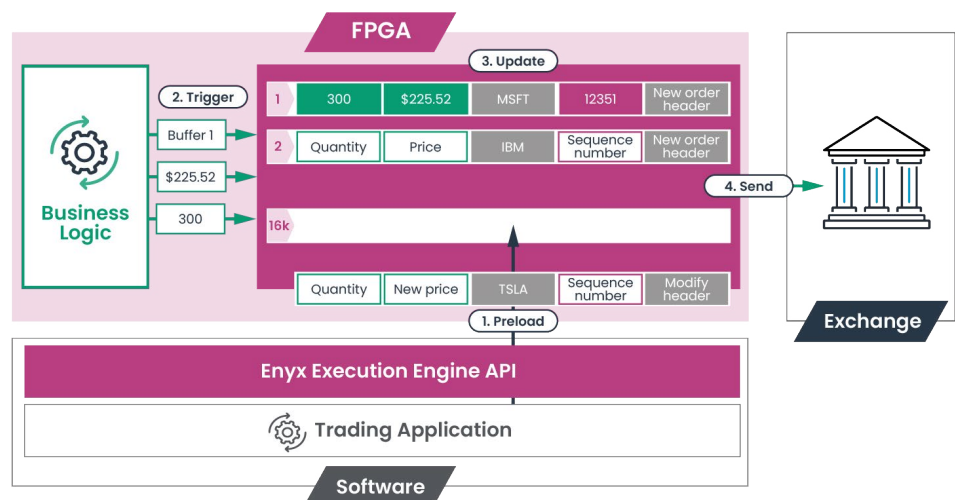 FPGA
3. Update
2. Trigger
1 300 $225.52 MSFT 12351 New order
header
Buffer 1
2 Quantity Price IBM Sequence
number New order
header
$225.52
4. Send
Business
Logic
300
16k
Quantity New price TSLA Sequence
number Modify
header
1. Preload
Exchange
Enyx Execution Engine API
Trading Application
Software